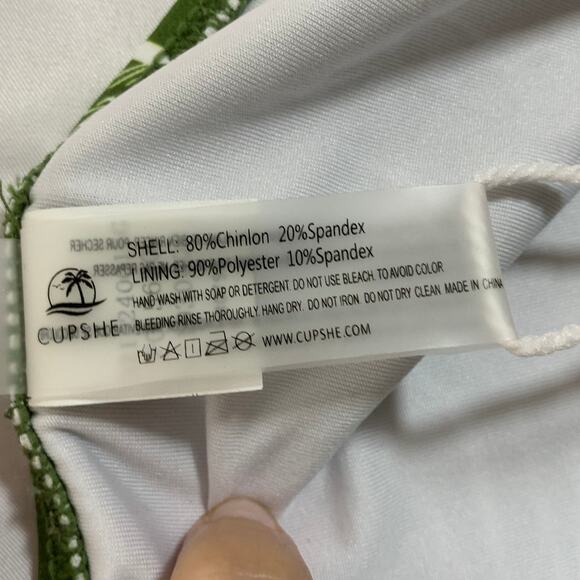 SHELL: 80%Chinlon 20%Spandex
LINING: 90%Polyester 10%Spandex
HAND WASH WITH SOAP OR DETERGENT. DO NOT USE BLEACH. TO AVOID COLOR
BLEEDING RINSE THOROUGHLY. HANG DRY. DO NOT IRON. DO NOT DRY CLEAN. MADE IN CHINA
CUPSHE
WWW.CUPSHE.COM